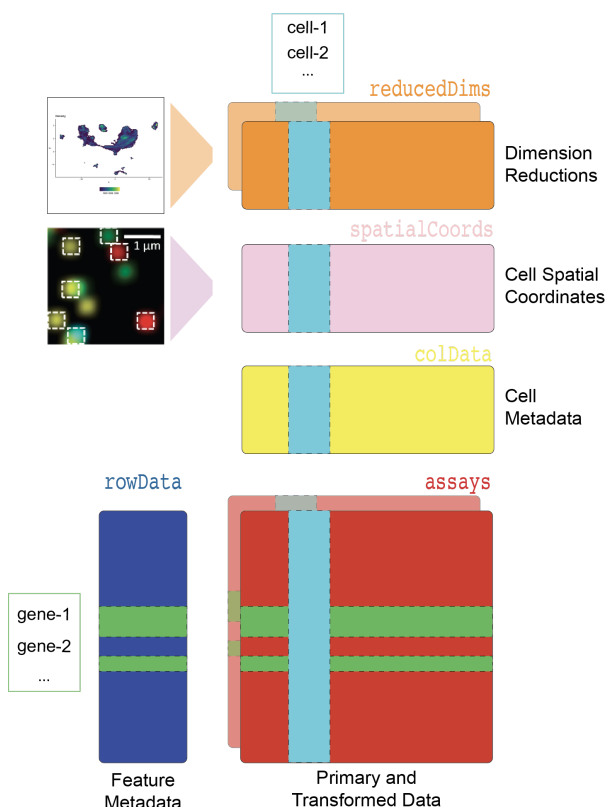 cell-1
cell-2
...
reducedDims
Dimension
Reductions
spatialCoords
1 µm
Cell Spatial
Coordinates
colData
Cell
Metadata
rowData
assays
gene-1
gene-2
...
Feature
Metadata
Primary and
Transformed Data